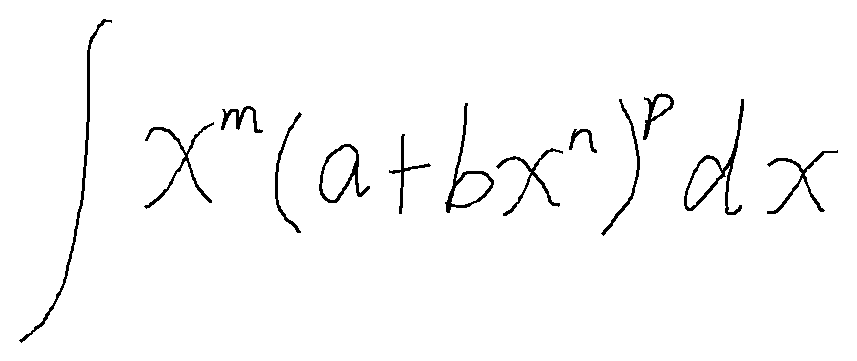 ∫ x^m (a + bx^n)^p dx